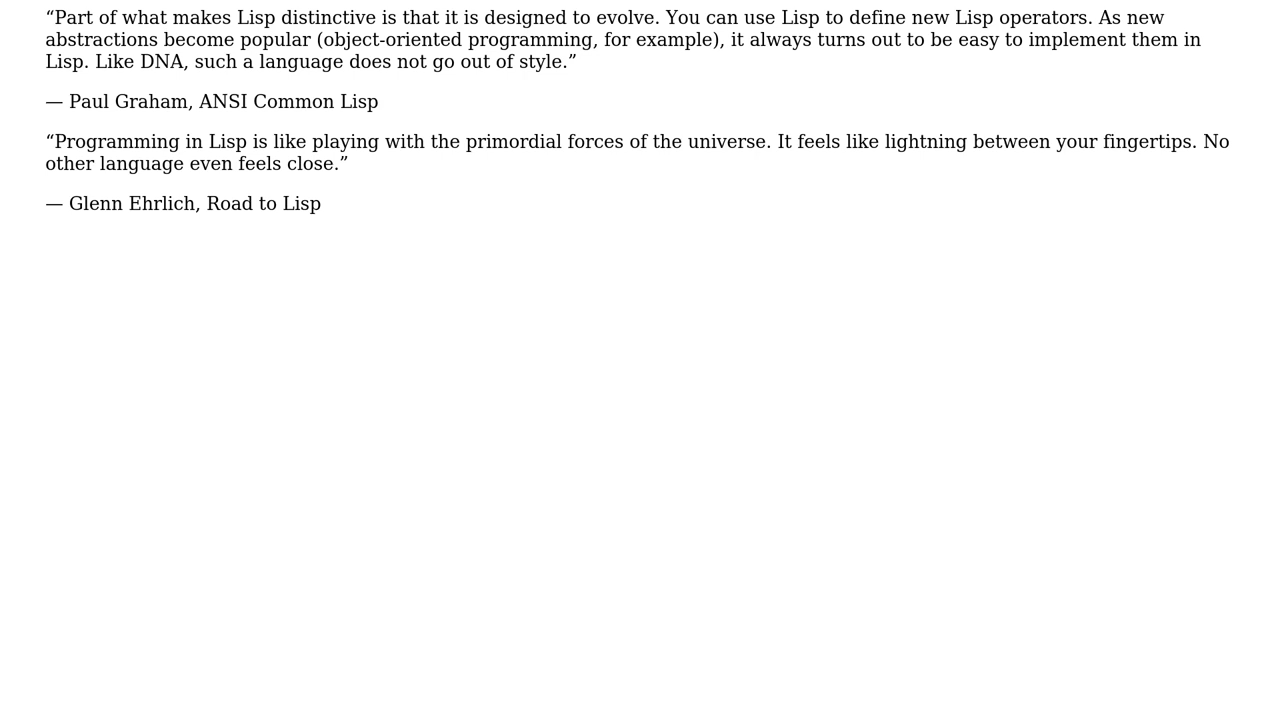 “Part of what makes Lisp distinctive is that it is designed to evolve. You can use Lisp to define new Lisp operators. As new
abstractions become popular (object-oriented programming, for example), it always turns out to be easy to implement them in
Lisp. Like DNA, such a language does not go out of style.”
— Paul Graham, ANSI Common Lisp
“Programming in Lisp is like playing with the primordial forces of the universe. It feels like lightning between your fingertips. No
other language even feels close.”
— Glenn Ehrlich, Road to Lisp